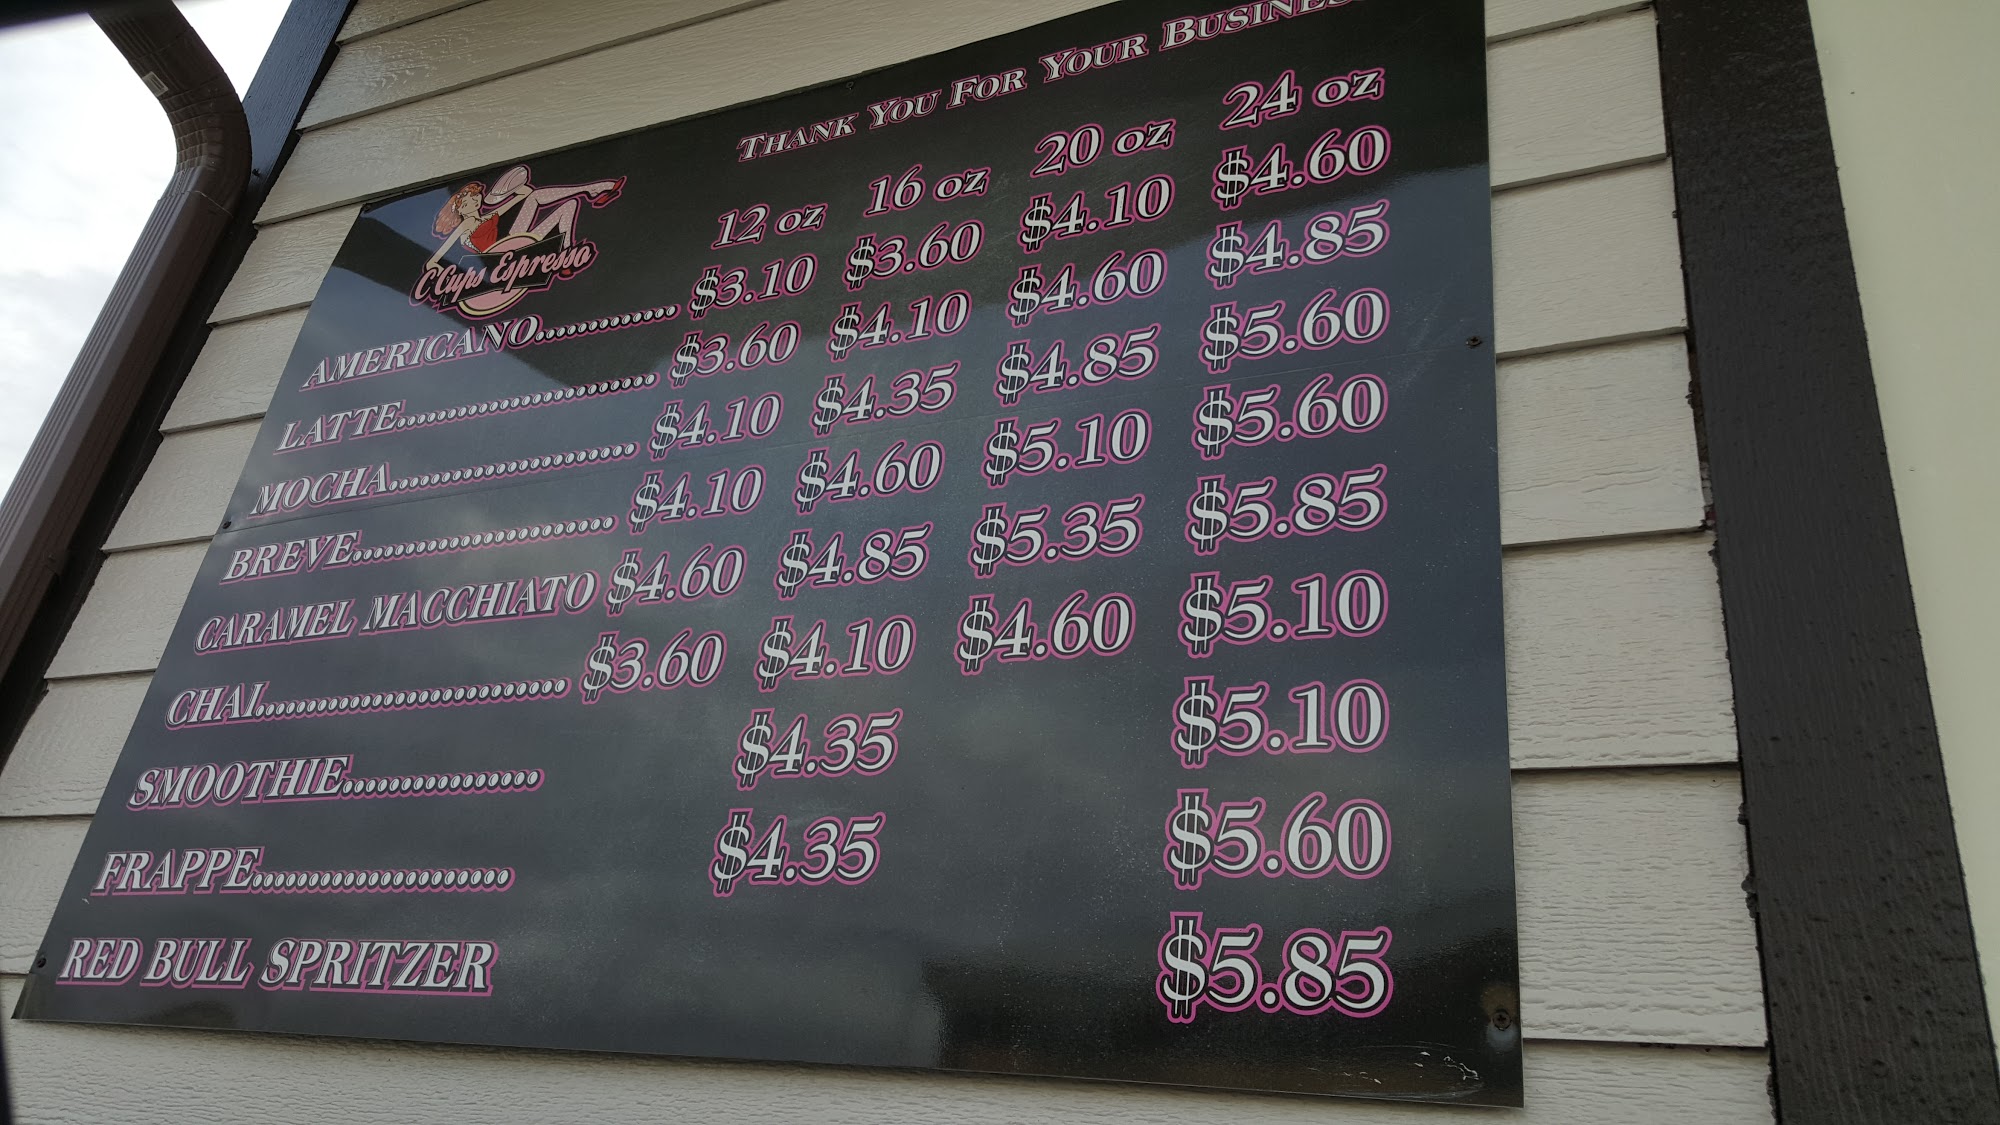 THANK YOU FOR YOUR BUSINES
C Cups Espresso
12 oz 16 oz 20 oz 24 oz
AMERICANO............. $3.10 $3.60 $4.10 $4.60
LATTE........................ $3.60 $4.10 $4.60 $4.85
MOCHA...................... $4.10 $4.35 $4.85 $5.60
BREVE........................ $4.10 $4.60 $5.10 $5.60
CARAMEL MACCHIATO $4.60 $4.85 $5.35 $5.85
CHAI........................... $3.60 $4.10 $4.60 $5.10
SMOOTHIE................ $4.35 $5.10
FRAPPE..................... $4.35 $5.60
RED BULL SPRITZER $5.85